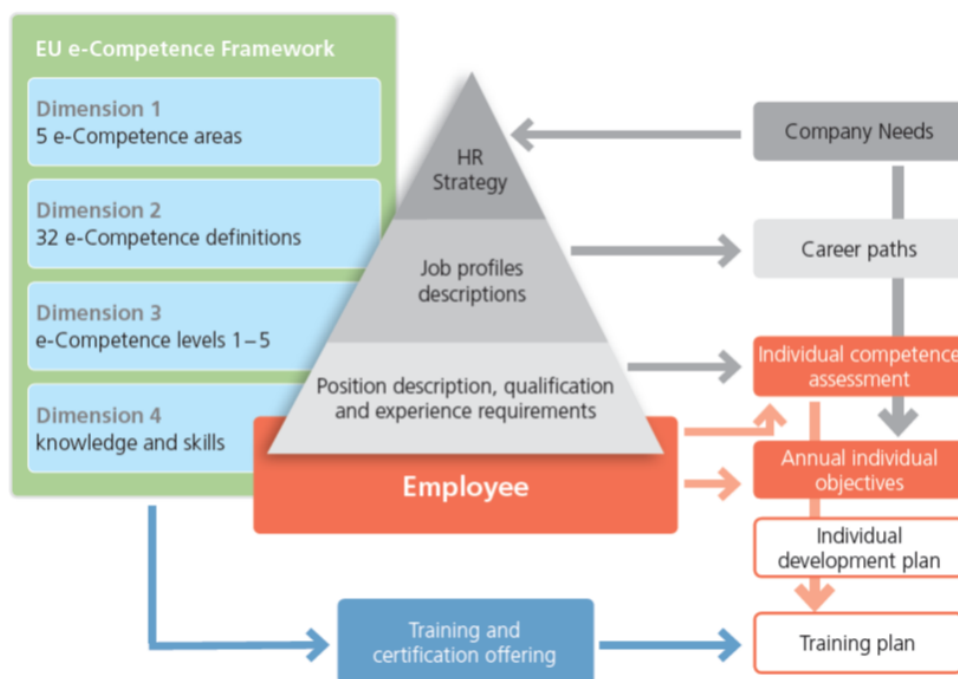 EU e-Competence Framework
Dimension 1
5 e-Competence areas
Dimension 2
32 e-Competence definitions
Dimension 3
e-Competence levels 1–5
Dimension 4
knowledge and skills
HR
Strategy
Job profiles
descriptions
Position description, qualification
and experience requirements
Employee
Training and
certification offering
Company Needs
Career paths
Individual competence
assessment
Annual individual
objectives
Individual
development plan
Training plan